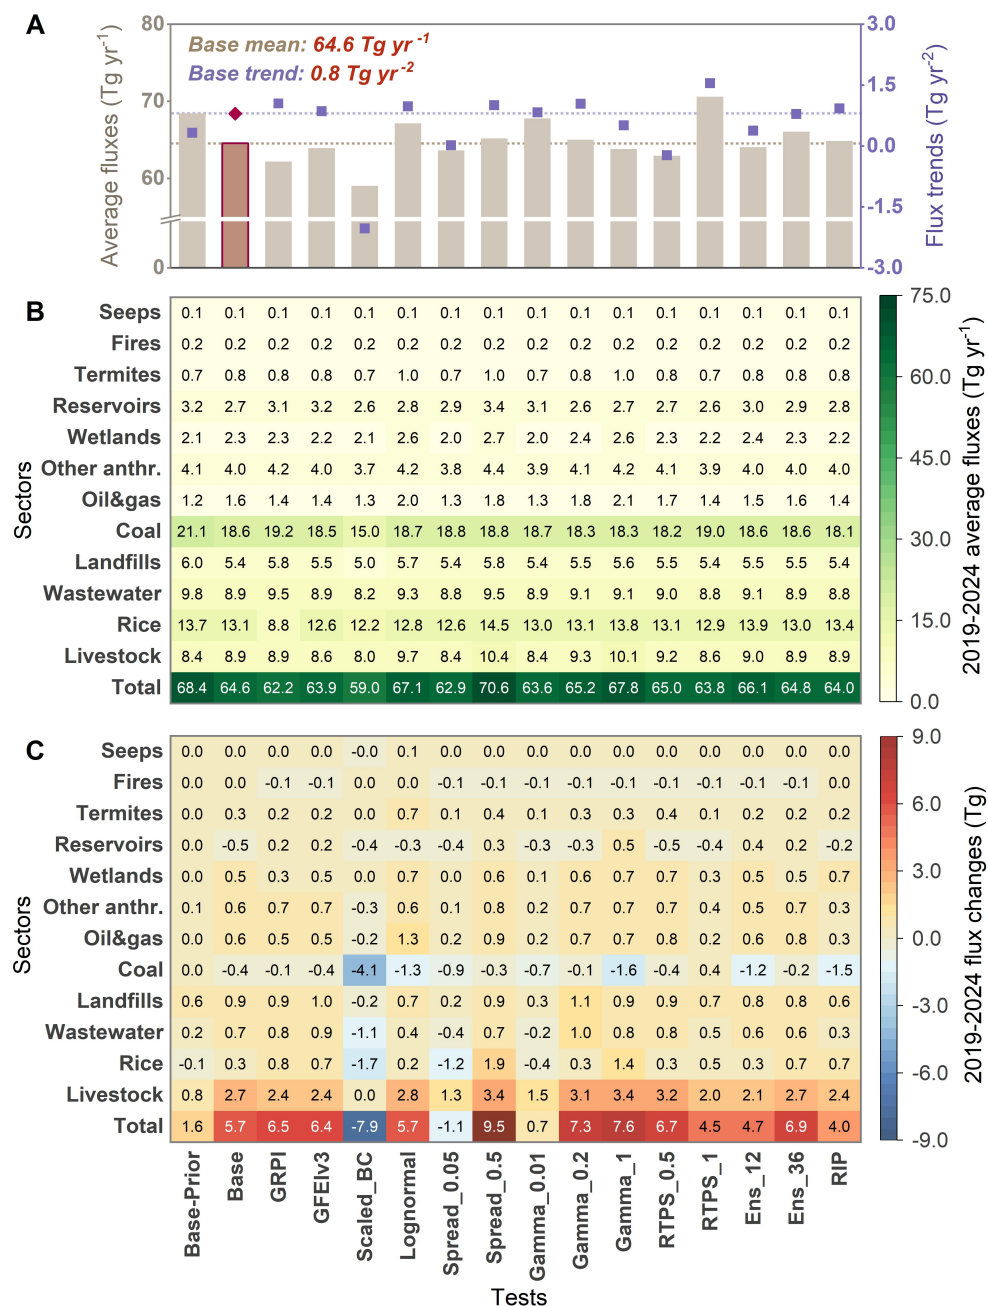 A
Base mean: 64.6 Tg yr-1
Base trend: 0.8 Tg yr-2
Average fluxes (Tg yr-1)
80
70
60
0
Flux trends (Tg yr-2)
3.0
1.5
0.0
-1.5
-3.0
B
Sectors
Seeps 0.1 0.1 0.1 0.1 0.1 0.1 0.1 0.1 0.1 0.1 0.1 0.1 0.1 0.1 0.1 0.1
Fires 0.2 0.2 0.2 0.2 0.2 0.2 0.2 0.2 0.2 0.2 0.2 0.2 0.2 0.2 0.2 0.2
Termites 0.7 0.8 0.8 0.8 0.7 1.0 0.7 1.0 0.7 0.8 1.0 0.8 0.7 0.8 0.8 0.8
Reservoirs 3.2 2.7 3.1 3.2 2.6 2.8 2.9 3.4 3.1 2.6 2.7 2.7 2.6 3.0 2.9 2.8
Wetlands 2.1 2.3 2.3 2.2 2.1 2.6 2.0 2.7 2.0 2.4 2.6 2.3 2.2 2.4 2.3 2.2
Other anthr. 4.1 4.0 4.2 4.0 3.7 4.2 3.8 4.4 3.9 4.1 4.2 4.1 3.9 4.0 4.0 4.0
Oil&gas 1.2 1.6 1.4 1.4 1.3 2.0 1.3 1.8 1.3 1.8 2.1 1.7 1.4 1.5 1.6 1.4
Coal 21.1 18.6 19.2 18.5 15.0 18.7 18.8 18.8 18.7 18.3 18.3 18.2 19.0 18.6 18.6 18.1
Landfills 6.0 5.4 5.8 5.5 5.0 5.7 5.4 5.8 5.4 5.5 5.6 5.5 5.4 5.5 5.5 5.4
Wastewater 9.8 8.9 9.5 8.9 8.2 9.3 8.8 9.5 8.9 9.1 9.1 9.0 8.8 9.1 8.9 8.8
Rice 13.7 13.1 8.8 12.6 12.2 12.8 12.6 14.5 13.0 13.1 13.8 13.1 12.9 13.9 13.0 13.4
Livestock 8.4 8.9 8.9 8.6 8.0 9.7 8.4 10.4 8.4 9.3 10.1 9.2 8.6 9.0 8.9 8.9
Total 68.4 64.6 62.2 63.9 59.0 67.1 62.9 70.6 63.6 65.2 67.8 65.0 63.8 66.1 64.8 64.0
75.0
60.0
45.0
30.0
15.0
0.0
2019-2024 average fluxes (Tg yr-1)
C
Sectors
Seeps 0.0 0.0 0.0 0.0 -0.0 0.1 0.0 0.0 0.0 0.0 0.0 0.0 0.0 0.0 0.0 0.0
Fires 0.0 0.0 -0.1 -0.1 0.0 0.0 -0.1 -0.1 -0.1 -0.1 -0.1 -0.1 -0.1 -0.1 -0.1 0.0
Termites 0.0 0.3 0.2 0.2 0.0 0.7 0.1 0.4 0.1 0.3 0.3 0.4 0.1 0.2 0.2 0.2
Reservoirs 0.0 -0.5 0.2 0.2 -0.4 -0.3 -0.4 0.3 -0.3 -0.3 0.5 -0.5 -0.4 0.4 0.2 -0.2
Wetlands 0.0 0.5 0.3 0.5 0.0 0.7 0.0 0.6 0.1 0.6 0.7 0.7 0.3 0.5 0.5 0.7
Other anthr. 0.1 0.6 0.7 0.7 -0.3 0.6 0.1 0.8 0.2 0.7 0.7 0.7 0.4 0.5 0.7 0.3
Oil&gas 0.0 0.6 0.5 0.5 -0.2 1.3 0.2 0.9 0.2 0.7 0.7 0.8 0.2 0.6 0.8 0.3
Coal 0.0 -0.4 -0.1 -0.4 -4.1 -1.3 -0.9 -0.3 -0.7 -0.1 -1.6 -0.4 0.4 -1.2 -0.2 -1.5
Landfills 0.6 0.9 0.9 1.0 -0.2 0.7 0.2 0.9 0.3 1.1 0.9 0.9 0.7 0.8 0.8 0.6
Wastewater 0.2 0.7 0.8 0.9 -1.1 0.4 -0.4 0.7 -0.2 1.0 0.8 0.8 0.5 0.6 0.6 0.3
Rice -0.1 0.3 0.8 0.7 -1.7 0.2 -1.2 1.9 -0.4 0.3 1.4 0.3 0.5 0.3 0.7 0.7
Livestock 0.8 2.7 2.4 2.4 0.0 2.8 1.3 3.4 1.5 3.1 3.4 3.2 2.0 2.1 2.7 2.4
Total 1.6 5.7 6.5 6.4 -7.9 5.7 -1.1 9.5 0.7 7.3 7.6 6.7 4.5 4.7 6.9 4.0
9.0
6.0
3.0
0.0
-3.0
-6.0
-9.0
2019-2024 flux changes (Tg)
Base-Prior
Base
GRPI
GFEIv3
Scaled_BC
Lognormal
Spread_0.05
Spread_0.5
Gamma_0.01
Gamma_0.2
Gamma_1
RTPS_0.5
RTPS_1
Ens_12
Ens_36
RIP
Tests